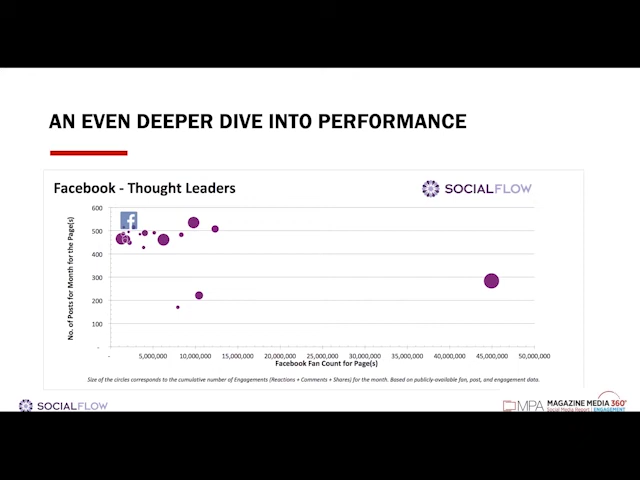 AN EVEN DEEPER DIVE INTO PERFORMANCE
Facebook - Thought Leaders
SOCIALFLOW
No. of Posts for Month for the Page(s)
600
500
400
300
200
100
-
-
5,000,000
10,000,000
15,000,000
20,000,000
25,000,000
30,000,000
35,000,000
40,000,000
45,000,000
50,000,000
Facebook Fan Count for Page(s)
Size of the circles corresponds to the cumulative number of Engagements (Reactions + Comments + Shares) for the month. Based on publicly-available fan, post, and engagement data.
SOCIALFLOW
MPA
MAGAZINE MEDIA 360°
Social Media Report | ENGAGEMENT